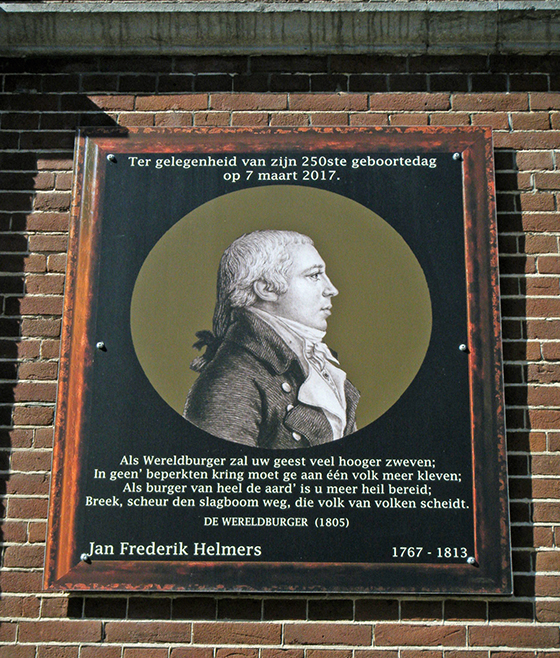 Ter gelegenheid van zijn 250ste geboortedag
op 7 maart 2017.
Als Wereldburger zal uw geest veel hooger zweven;
In geen' beperkten kring moet ge aan één volk meer kleven;
Als burger van heel de aard' is u meer heil bereid;
Breek, scheur den slagboom weg, die volk van volken scheidt.
DE WERELDBURGER (1805)
Jan Frederik Helmers 1767 - 1813